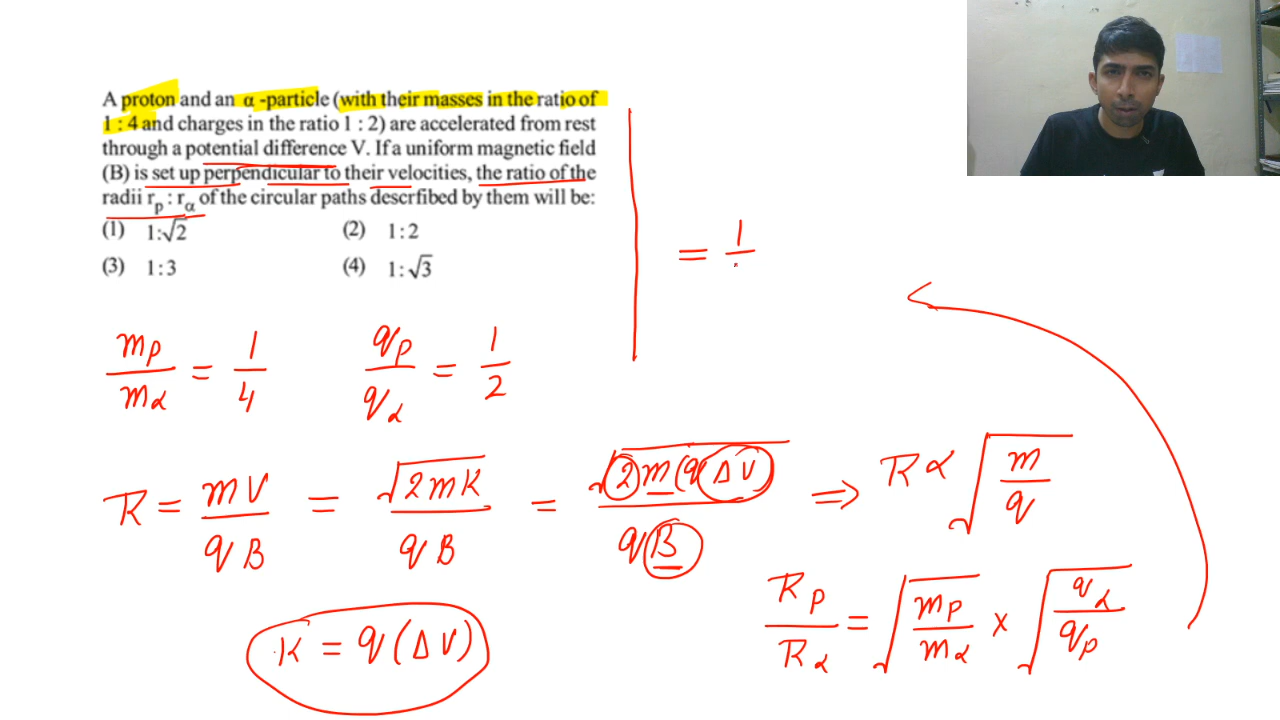 A proton and an α -particle (with their masses in the ratio of
1 : 4 and charges in the ratio 1 : 2) are accelerated from rest
through a potential difference V. If a uniform magnetic field
(B) is set up perpendicular to their velocities, the ratio of the
radii r_p : r_α of the circular paths descrfibed by them will be:
(1) 1:√2 (2) 1:2
(3) 1:3 (4) 1:√3
= 1/
m_p/m_α = 1/4 q_p/q_α = 1/2
R = mV/qB = √(2mK)/qB = √(2m(qΔV))/qB ⇒ R α √(m/q)
K = q(ΔV)
R_p/R_α = √(m_p/m_α) × √(q_α/q_p)